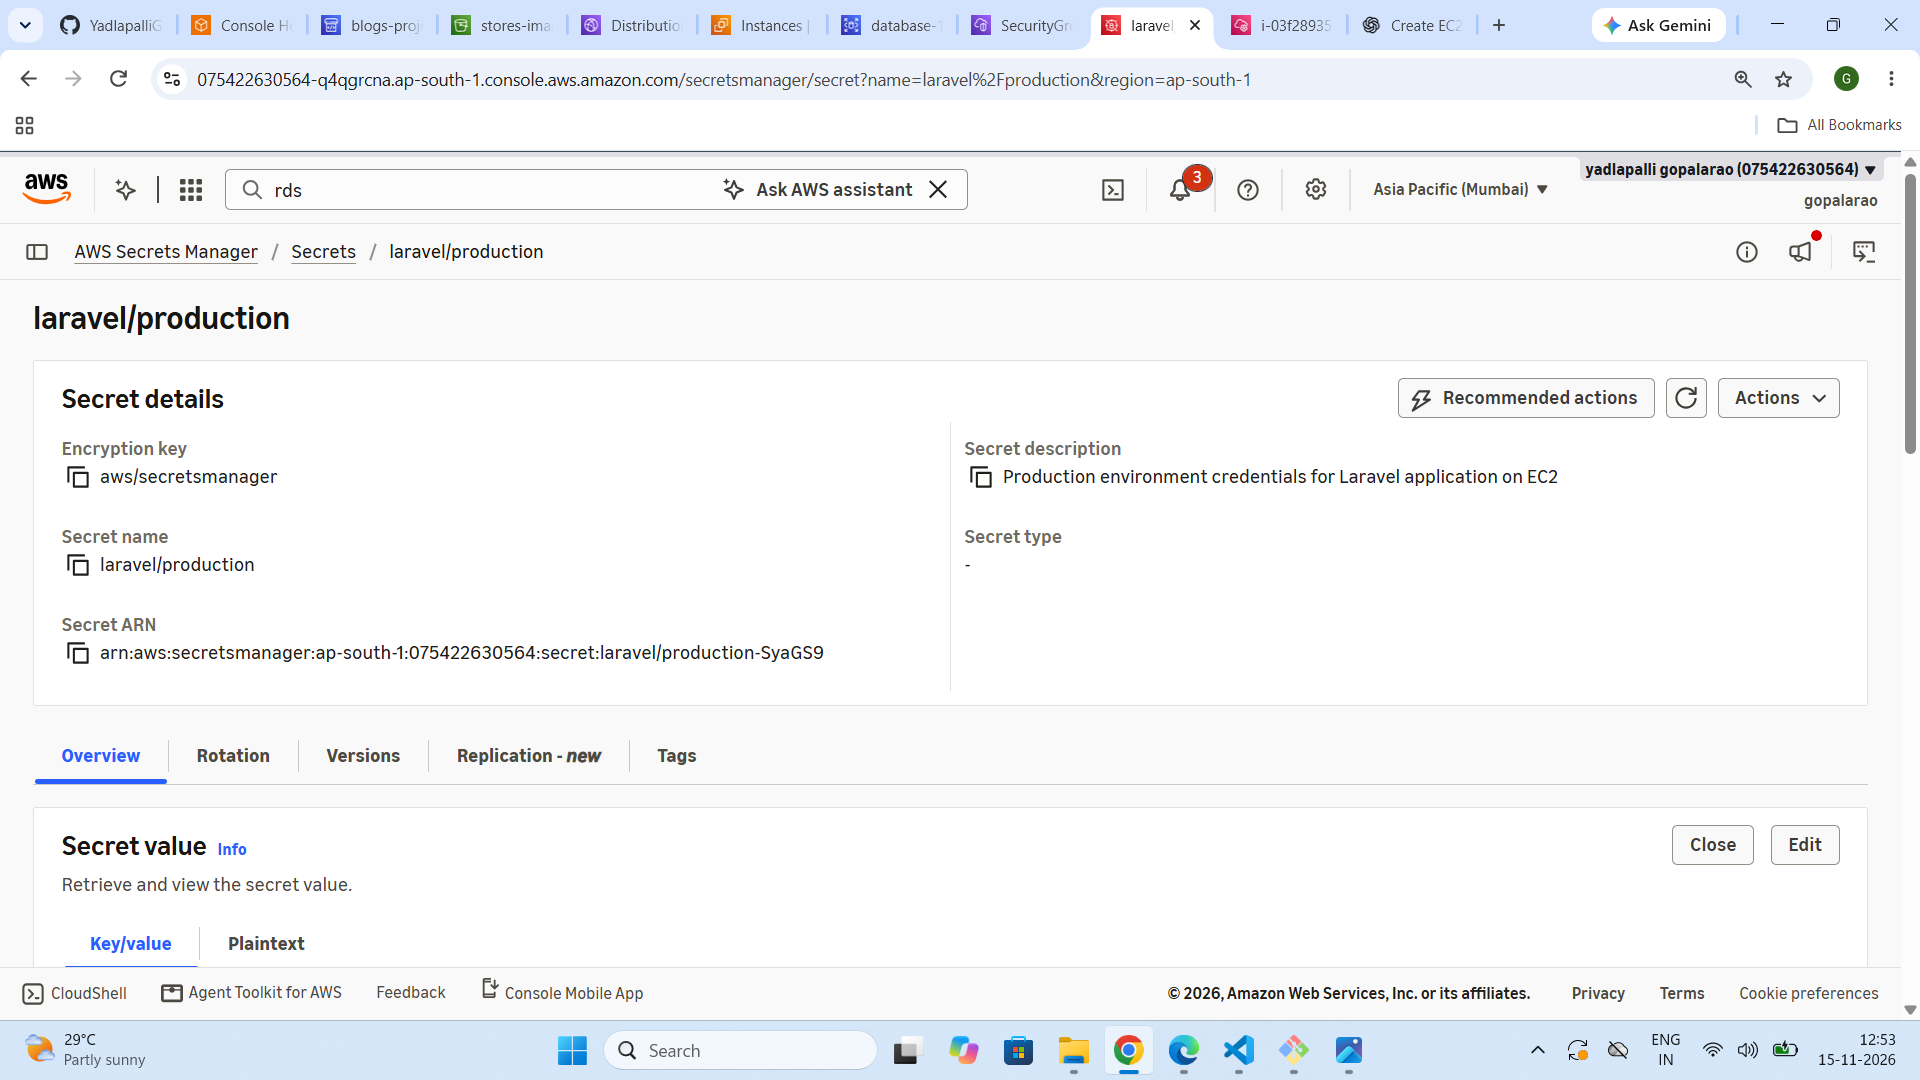 YadlapalliG
Console Ho
blogs-proje
stores-ima
Distributio
Instances |
database-1
SecurityGr
laravel
i-03f28935
Create EC2
Ask Gemini
075422630564-q4qgrcna.ap-south-1.console.aws.amazon.com/secretsmanager/secret?name=laravel%2Fproduction&region=ap-south-1
G
All Bookmarks
aws
rds
Ask AWS assistant
3
Asia Pacific (Mumbai)
yadlapalli gopalarao (075422630564)
gopalarao
AWS Secrets Manager / Secrets / laravel/production
laravel/production
Secret details
Recommended actions
Actions
Encryption key
aws/secretsmanager
Secret description
Production environment credentials for Laravel application on EC2
Secret name
laravel/production
Secret type
-
Secret ARN
arn:aws:secretsmanager:ap-south-1:075422630564:secret:laravel/production-SyaGS9
Overview
Rotation
Versions
Replication - new
Tags
Secret value Info
Close
Edit
Retrieve and view the secret value.
Key/value
Plaintext
CloudShell
Agent Toolkit for AWS
Feedback
Console Mobile App
© 2026, Amazon Web Services, Inc. or its affiliates.
Privacy
Terms
Cookie preferences
29°C
Partly sunny
Search
ENG
IN
12:53
15-11-2026